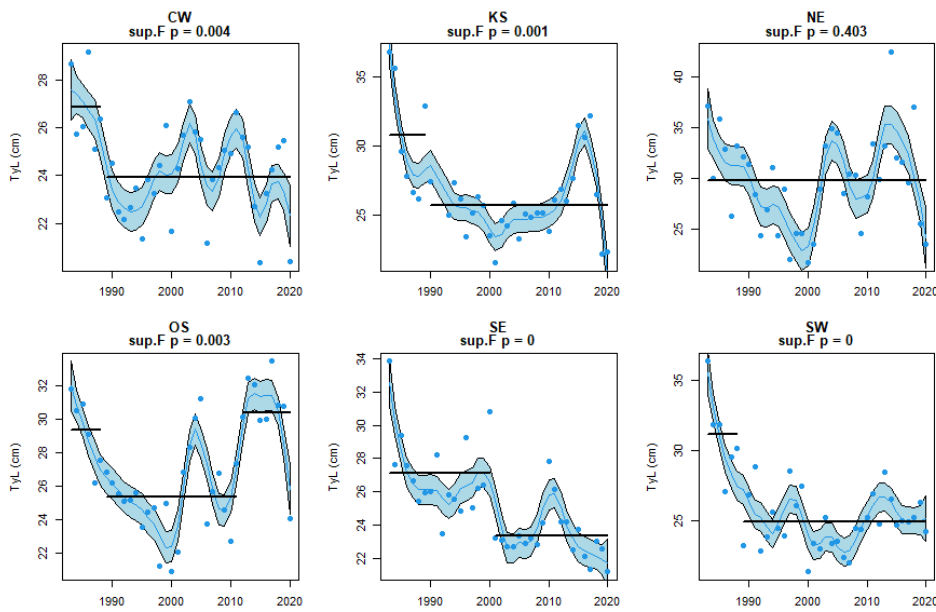 CW
sup.F p = 0.004
TyL (cm)
28
26
24
22
1990
2000
2010
2020
KS
sup.F p = 0.001
TyL (cm)
35
30
25
1990
2000
2010
2020
NE
sup.F p = 0.403
TyL (cm)
40
35
30
25
1990
2000
2010
2020
OS
sup.F p = 0.003
TyL (cm)
32
30
28
26
24
22
1990
2000
2010
2020
SE
sup.F p = 0
TyL (cm)
34
32
30
28
26
24
22
1990
2000
2010
2020
SW
sup.F p = 0
TyL (cm)
35
30
25
1990
2000
2010
2020